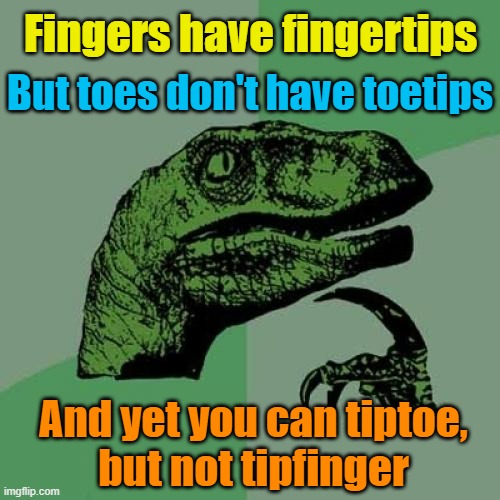 Fingers have fingertips
But toes don't have toetips
And yet you can tiptoe,
but not tipfinger
imgflip.com